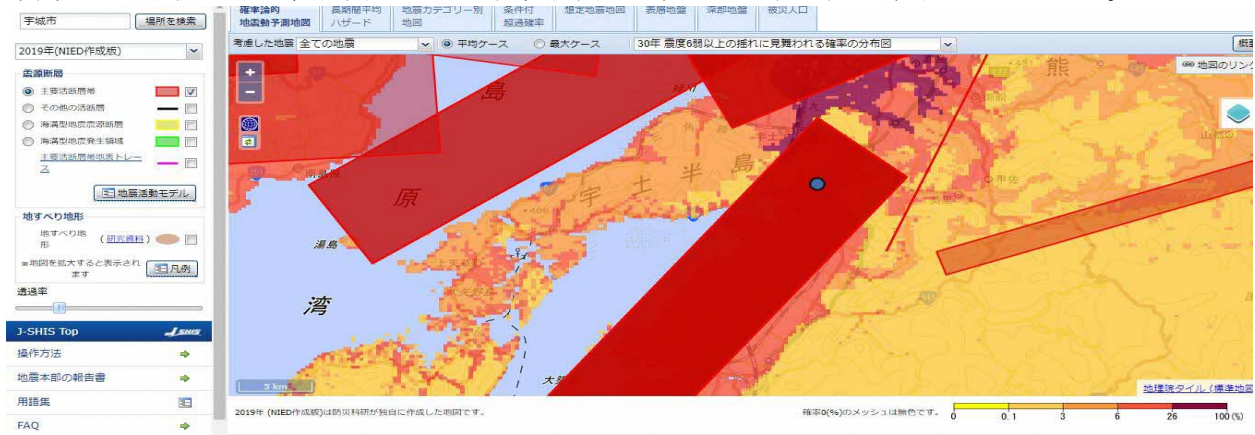 宇城市
場所を検索
2019年(NIED作成版)
震源断層
主要活断層帯
その他の活断層
海溝型地震震源断層
海溝型地震発生領域
主要活断層帯地表トレー
ス
地震活動モデル
地すべり地形
地すべり地
形
(研究資料)
※地図を拡大すると表示され
ます
凡例
透過率
J-SHIS Top
J-SHIS
操作方法
地震本部の報告書
用語集
FAQ
確率論的
地震動予測地図
長期間平均
ハザード
地震カテゴリー別
地図
条件付
超過確率
想定地震地図
表層地盤
深部地盤
被災人口
考慮した地震
全ての地震
平均ケース
最大ケース
30年 震度6弱以上の揺れに見舞われる確率の分布図
概要
地図のリンク
+
−
島
熊
原
宇土半島
湯島
湾
5 km
地理院タイル (標準地図
2019年 (NIED作成版)は防災科研が独自に作成した地図です。
確率0(%)のメッシュは無色です。
0 0.1 3 6 26 100 (%)